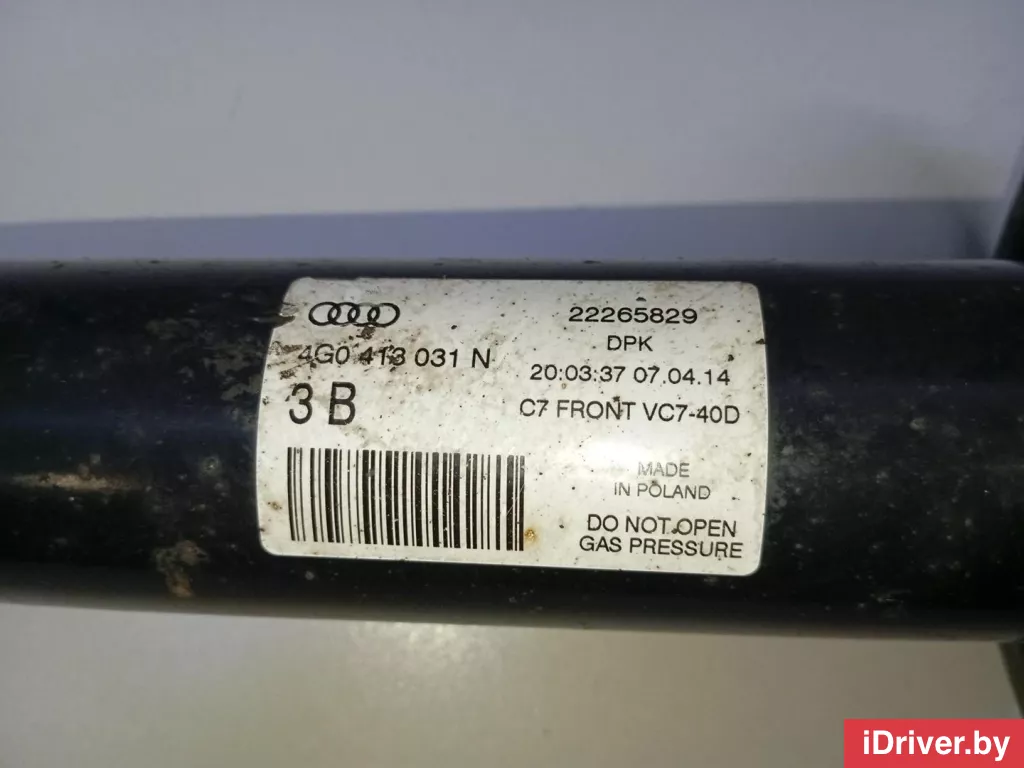 4G0 413 031 N
3 B
22265829
DPK
20:03:37 07.04.14
C7 FRONT VC7-40D
MADE
IN POLAND
DO NOT OPEN
GAS PRESSURE
iDriver.by